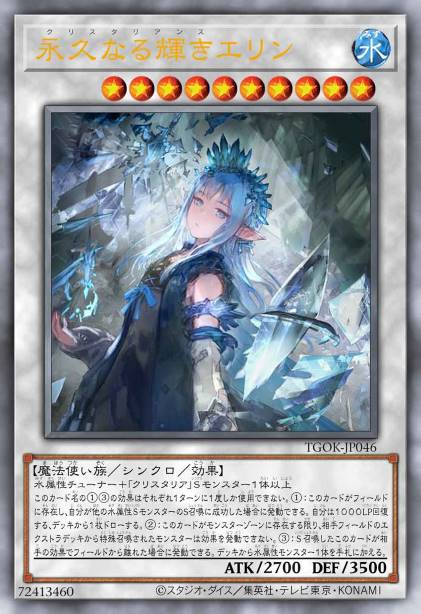 クリスタリアンス
永久なる輝きエリン
みず
水
TGOK-JP046
【魔法使い族/シンクロ/効果】
水属性チューナー+「クリスタリア」Sモンスター1体以上
このカード名の①③の効果はそれぞれ1ターンに1度しか使用できない。①:このカードがフィールド
に存在し、自分が他の水属性SモンスターのS召喚に成功した場合に発動できる。自分は1000LP回復
する。デッキから1枚ドローする。②:このカードがモンスターゾーンに存在する限り、相手フィールドのエ
クストラデッキから特殊召喚されたモンスターは効果を発動できない。③:S召喚したこのカードが相
手の効果でフィールドから離れた場合に発動できる。デッキから水属性モンスター1体を手札に加える。
ATK/2700 DEF/3500
72413460 ©スタジオ・ダイス/集英社・テレビ東京・KONAMI